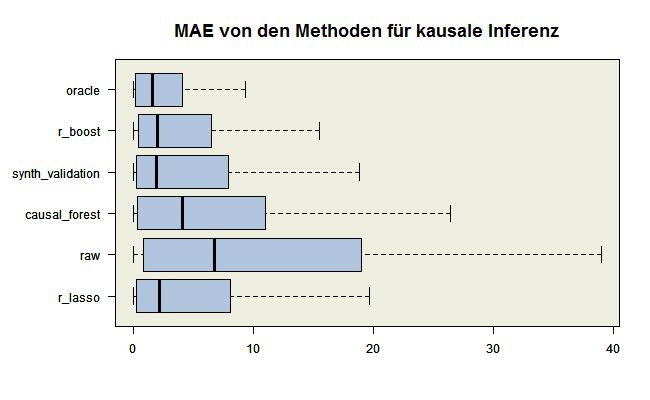 MAE von den Methoden für kausale Inferenz
oracle
r_boost
synth_validation
causal_forest
raw
r_lasso
0 10 20 30 40